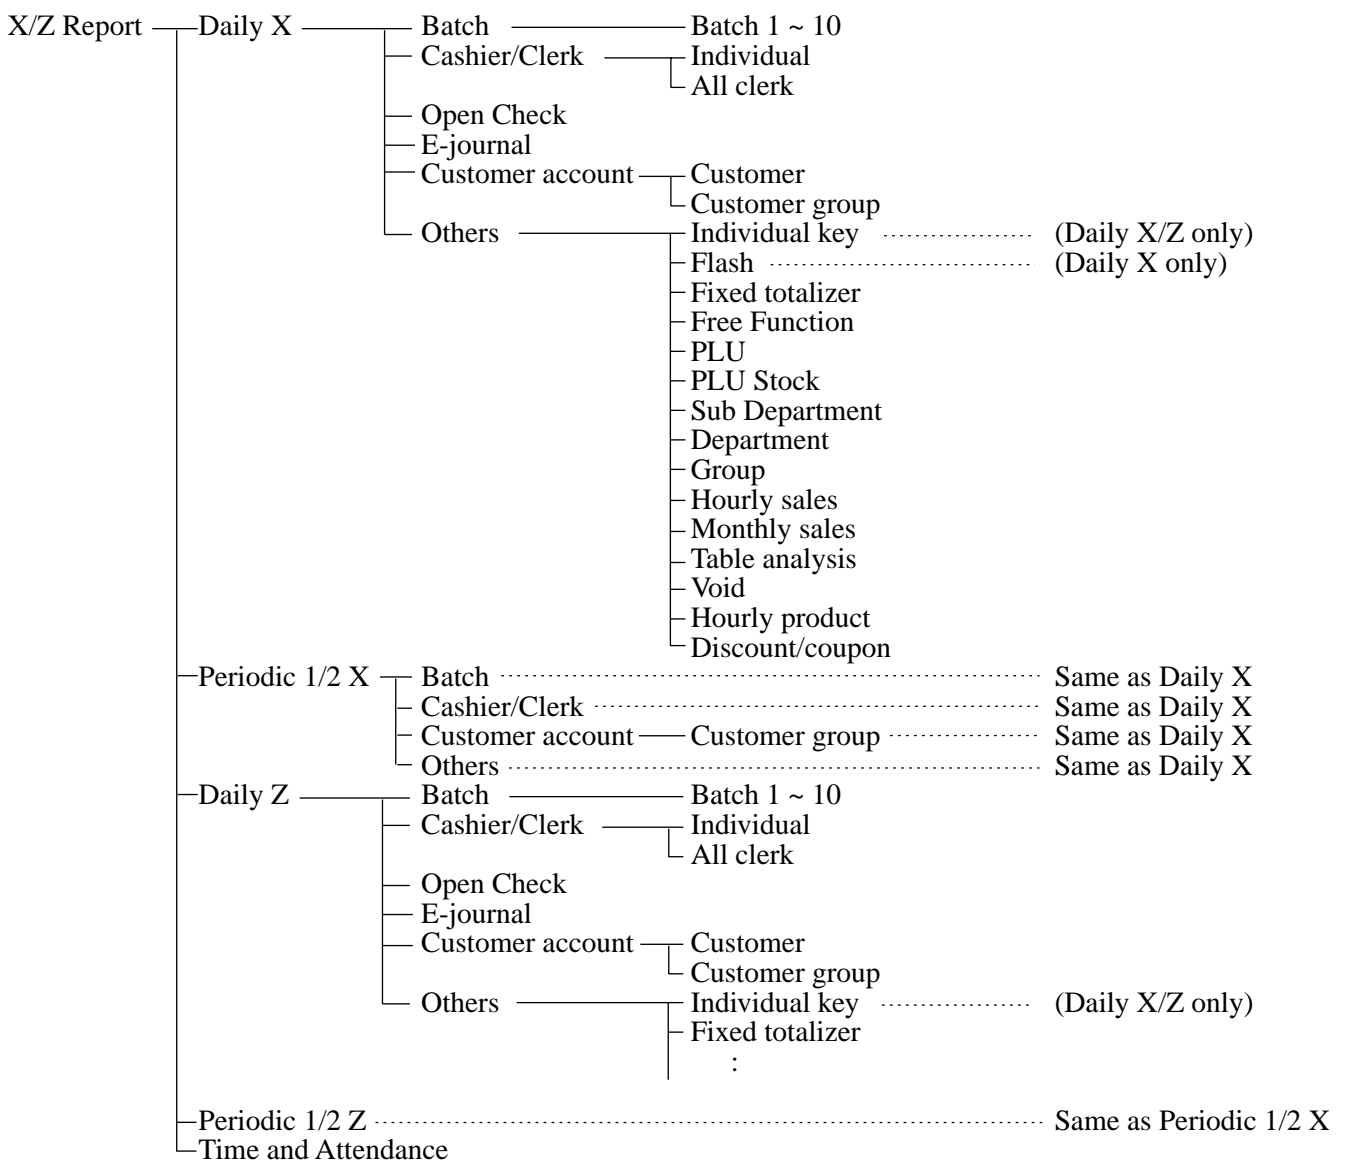 X/Z Report Daily X Batch Batch 1 ~ 10
Cashier/Clerk Individual
All clerk
Open Check
E-journal
Customer account Customer
Customer group
Others Individual key (Daily X/Z only)
Flash (Daily X only)
Fixed totalizer
Free Function
PLU
PLU Stock
Sub Department
Department
Group
Hourly sales
Monthly sales
Table analysis
Void
Hourly product
Discount/coupon
Periodic 1/2 X Batch Same as Daily X
Cashier/Clerk Same as Daily X
Customer account Customer group Same as Daily X
Others Same as Daily X
Daily Z Batch Batch 1 ~ 10
Cashier/Clerk Individual
All clerk
Open Check
E-journal
Customer account Customer
Customer group
Others Individual key (Daily X/Z only)
Fixed totalizer
:
Periodic 1/2 Z Same as Periodic 1/2 X
Time and Attendance